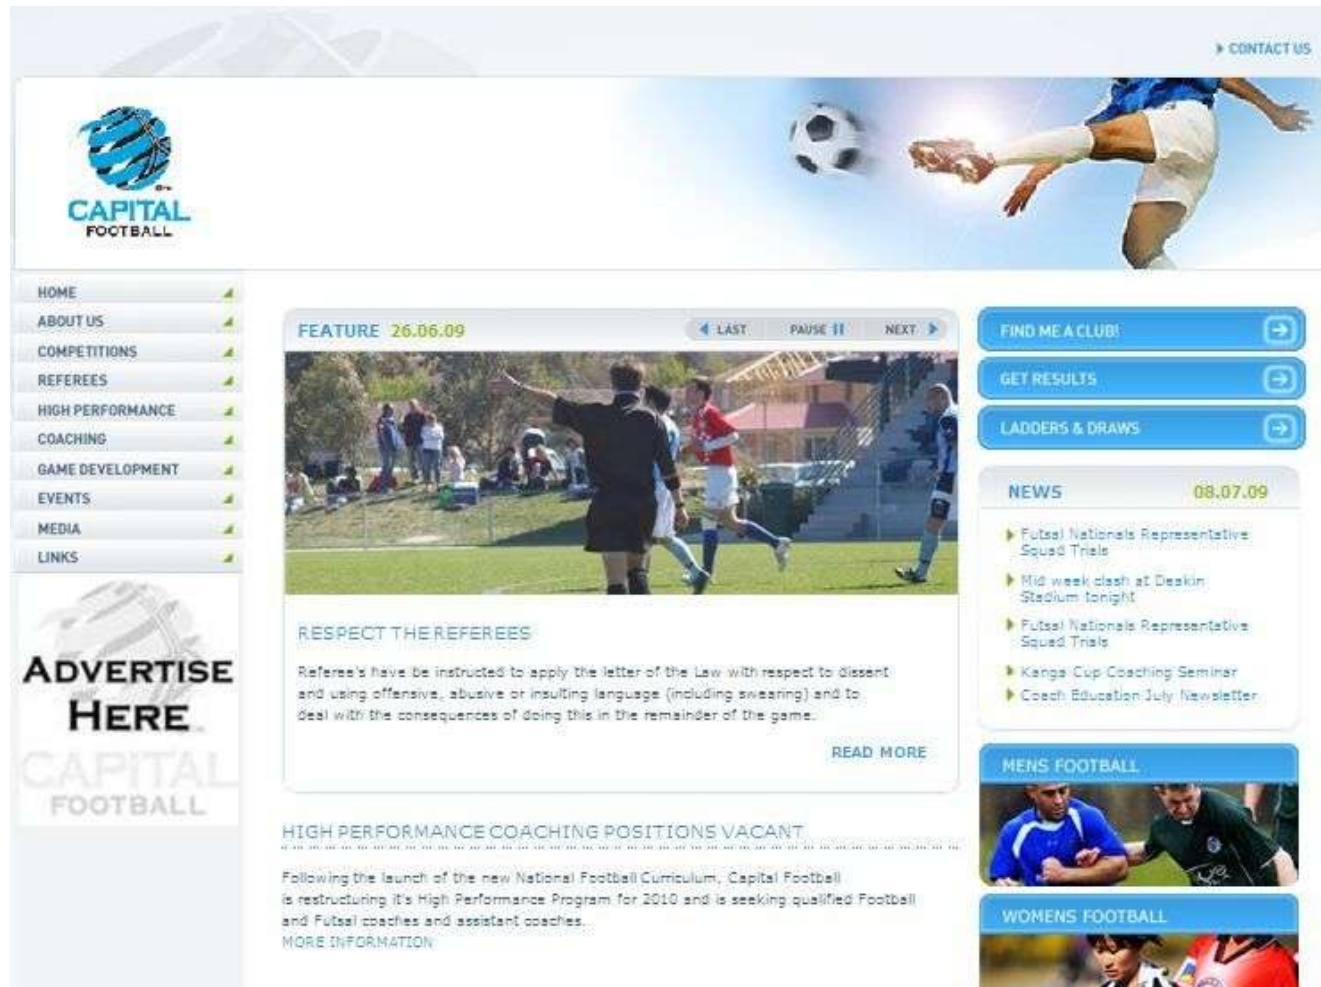 CONTACT US
CAPITAL
FOOTBALL
HOME
ABOUT US
COMPETITIONS
REFEREES
HIGH PERFORMANCE
COACHING
GAME DEVELOPMENT
EVENTS
MEDIA
LINKS
ADVERTISE
HERE
CAPITAL
FOOTBALL
FEATURE 26.06.09
LAST PAUSE NEXT
RESPECT THE REFEREES
Referee's have be instructed to apply the letter of the Law with respect to dissent
and using offensive, abusive or insulting language (including swearing) and to
deal with the consequences of doing this in the remainder of the game.
READ MORE
HIGH PERFORMANCE COACHING POSITIONS VACANT
Following the launch of the new National Football Curriculum, Capital Football
is restructuring it's High Performance Program for 2010 and is seeking qualified Football
and Futsal coaches and assistant coaches.
MORE INFORMATION
FIND ME A CLUB!
GET RESULTS
LADDERS & DRAWS
NEWS 08.07.09
Futsal Nationals Representative
Squad Trials
Mid week clash at Deakin
Stadium tonight
Futsal Nationals Representative
Squad Trials
Kanga Cup Coaching Seminar
Coach Education July Newsletter
MENS FOOTBALL
WOMENS FOOTBALL